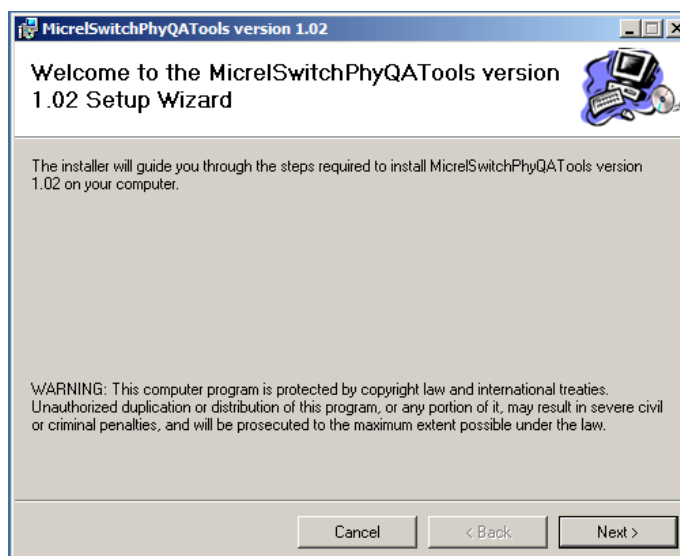 MicrelSwitchPhyQATools version 1.02
Welcome to the MicrelSwitchPhyQATools version
1.02 Setup Wizard
The installer will guide you through the steps required to install MicrelSwitchPhyQATools version
1.02 on your computer.
WARNING: This computer program is protected by copyright law and international treaties.
Unauthorized duplication or distribution of this program, or any portion of it, may result in severe civil
or criminal penalties, and will be prosecuted to the maximum extent possible under the law.
Cancel
< Back
Next >